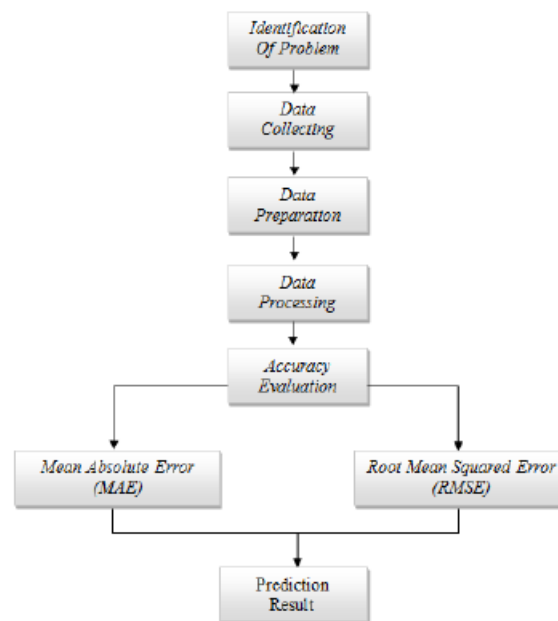 Identification
Of Problem
Data
Collecting
Data
Preparation
Data
Processing
Accuracy
Evaluation
Mean Absolute Error
(MAE)
Root Mean Squared Error
(RMSE)
Prediction
Result